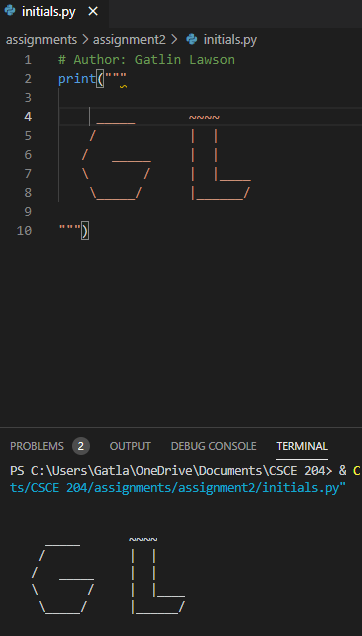 initials.py ×
assignments > assignment2 > initials.py
1 # Author: Gatlin Lawson
2 print("""
3
4      _____       ~~~~
5     /            |  |
6    /   _____     |  |
7    \       /     |  |____
8     \_____/      |______/
9
10 """)
PROBLEMS 2 OUTPUT DEBUG CONSOLE TERMINAL
PS C:\Users\Gatla\OneDrive\Documents\CSCE 204> & C
ts/CSCE 204/assignments/assignment2/initials.py"
     _____       ~~~~
    /            |  |
   /   _____     |  |
   \       /     |  |____
    \_____/      |______/